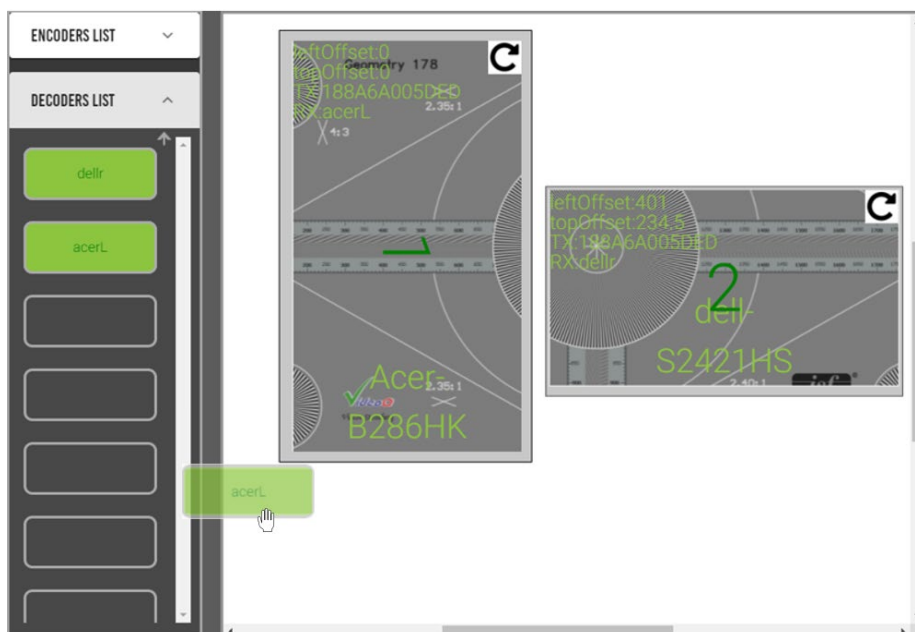 ENCODERS LIST
DECODERS LIST
dellr
acerL
acerL
leftOffset:0
Geometry 178
topOffset:0
TX:188A6A005DED
2.35:1
RX:acerL
4:3
1
Acer-
2.35:1
B286HK
leftOffset:401
topOffset:234.5
TX:188A6A005DED
RX:dellr
2
dell-
S2421HS
2.40:1